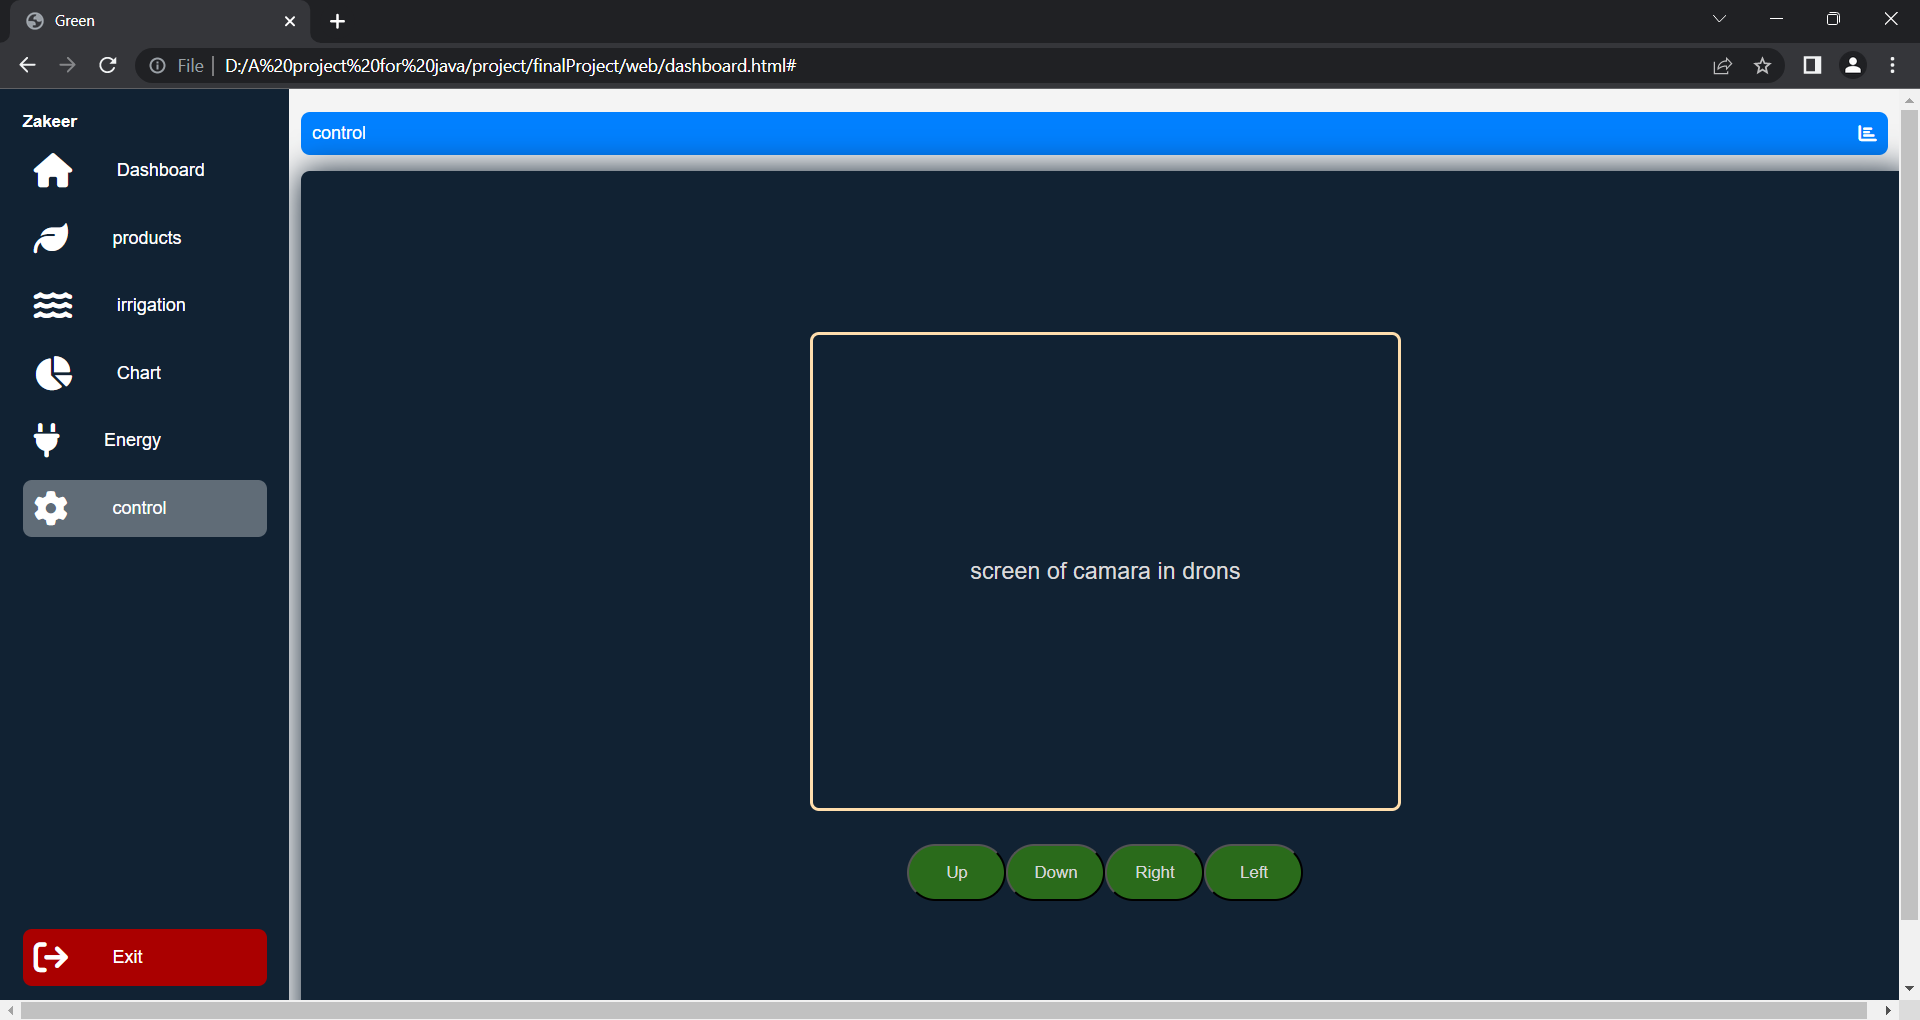 Green
File
D:/A%20project%20for%20java/project/finalProject/web/dashboard.html#
Zakeer
Dashboard
products
irrigation
Chart
Energy
control
Exit
control
screen of camara in drons
Up
Down
Right
Left